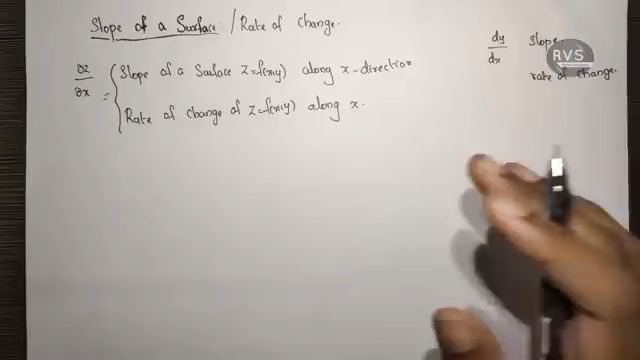 Slope of a Surface: / Rate of Change.
dy/dx Slope
RVS
rate of change.
∂z/∂x = { Slope of a Surface z=f(x,y) along x-direction
Rate of change of z=f(x,y) along x.